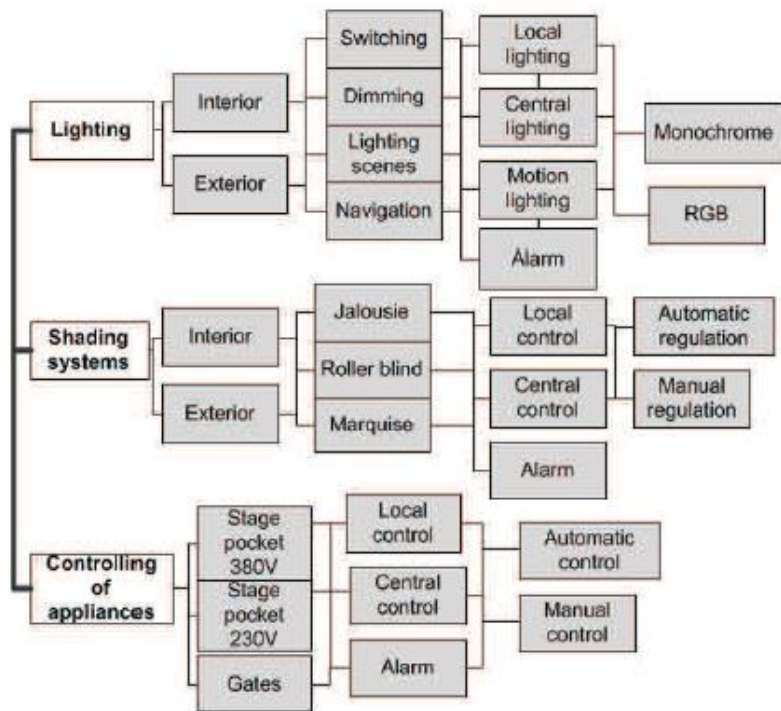 Lighting
Interior
Exterior
Switching
Dimming
Lighting
scenes
Navigation
Local
lighting
Central
lighting
Motion
lighting
Alarm
Monochrome
RGB
Shading
systems
Interior
Exterior
Jalousie
Roller blind
Marquise
Local
control
Central
control
Alarm
Automatic
regulation
Manual
regulation
Controlling
of
appliances
Stage
pocket
380V
Stage
pocket
230V
Gates
Local
control
Central
control
Alarm
Automatic
control
Manual
control